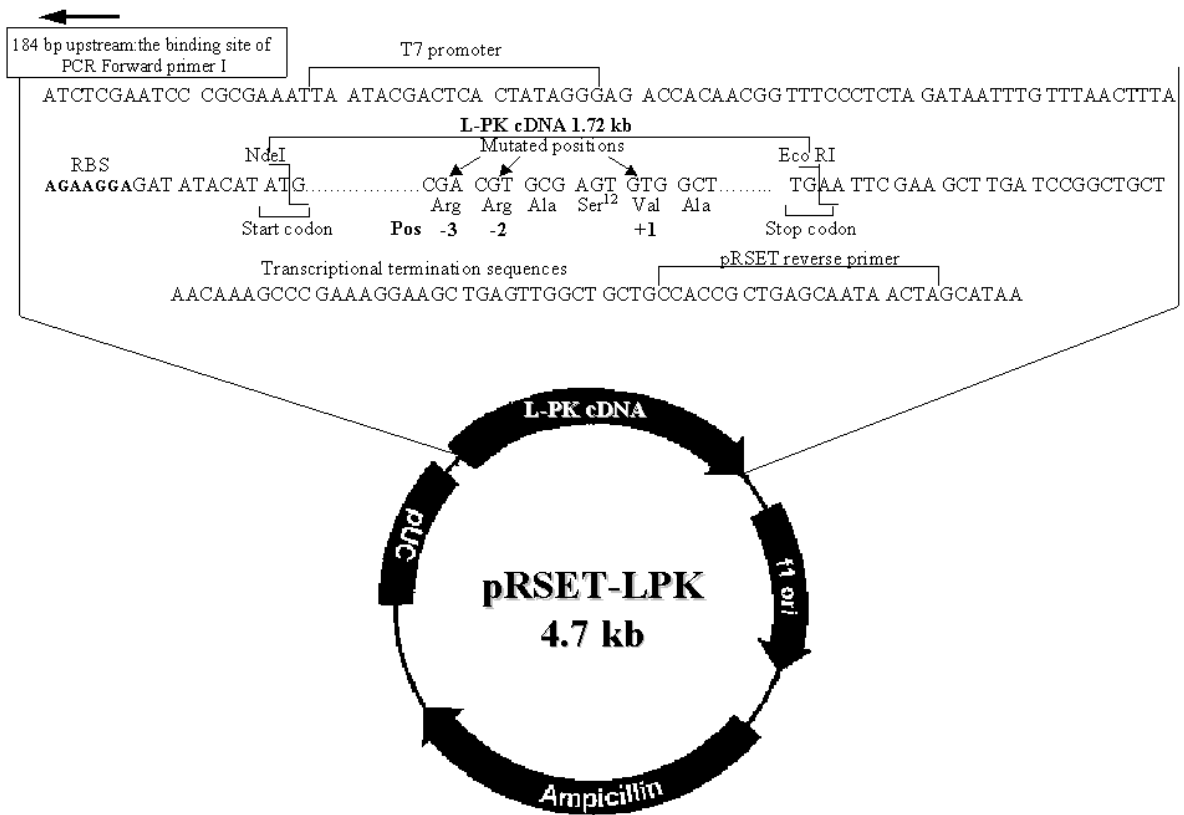 184 bp upstream:the binding site of
PCR Forward primer I
T7 promoter
ATCTCGAATCC CGCGAAATTA ATACGACTCA CTATAGGGAG ACCACAACGG TTTCCCTCTA GATAATTTG TTTAACTTTA
L-PK cDNA 1.72 kb
NdeI
Mutated positions
Eco RI
RBS
AGAAGGAGAT ATACAT ATG..........................CGA CGT GCG AGT GTG GCT......... TGAA TTC GAA GCT TGA TCCGGCTGCT
Arg Arg Ala Ser12 Val Ala
Start codon
Pos -3 -2 +1
Stop codon
Transcriptional termination sequences
pRSET reverse primer
AACAAAGCCC GAAAGGAAGC TGAGTTGGCT GCTGCCACCG CTGAGCAATA ACTAGCATAA
L-PK cDNA
pUC
f1 ori
pRSET-LPK
4.7 kb
Ampicillin